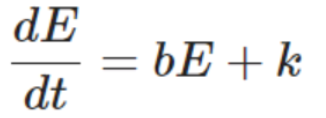 dE/dt = bE + k